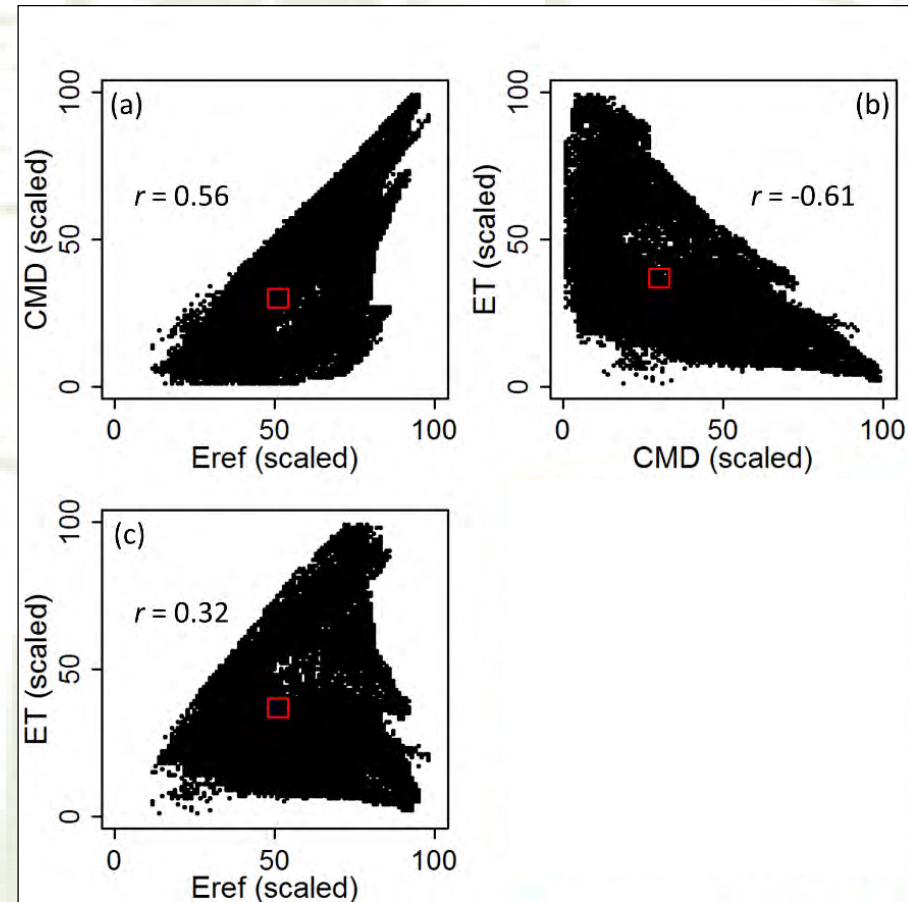 (a)
r = 0.56
CMD (scaled)
100
50
0
0 50 100
Eref (scaled)
(b)
r = -0.61
ET (scaled)
100
50
0
0 50 100
CMD (scaled)
(c)
r = 0.32
ET (scaled)
100
50
0
0 50 100
Eref (scaled)